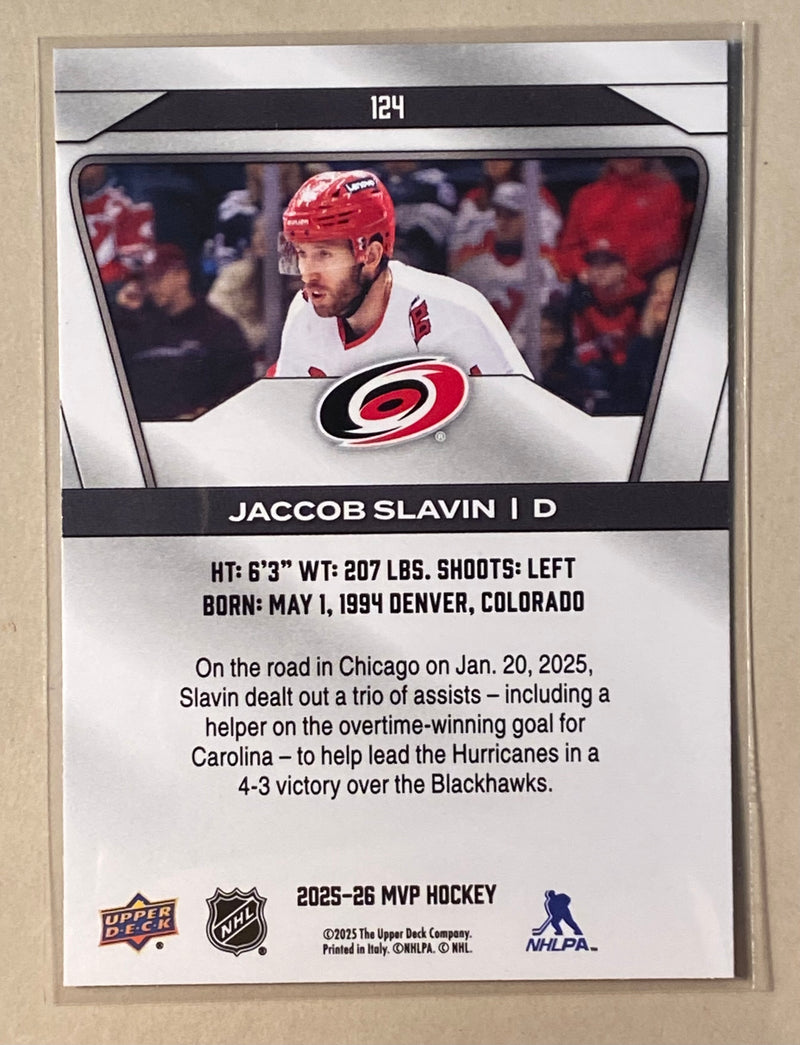 124
Lenovo
JACCOB SLAVIN | D
HT: 6'3" WT: 207 LBS. SHOOTS: LEFT
BORN: MAY 1, 1994 DENVER, COLORADO
On the road in Chicago on Jan. 20, 2025,
Slavin dealt out a trio of assists – including a
helper on the overtime-winning goal for
Carolina – to help lead the Hurricanes in a
4-3 victory over the Blackhawks.
2025-26 MVP HOCKEY
UPPER
D·E·C·K
®
NHL
®
©2025 The Upper Deck Company.
Printed in Italy. ©NHLPA. © NHL.
NHLPA™